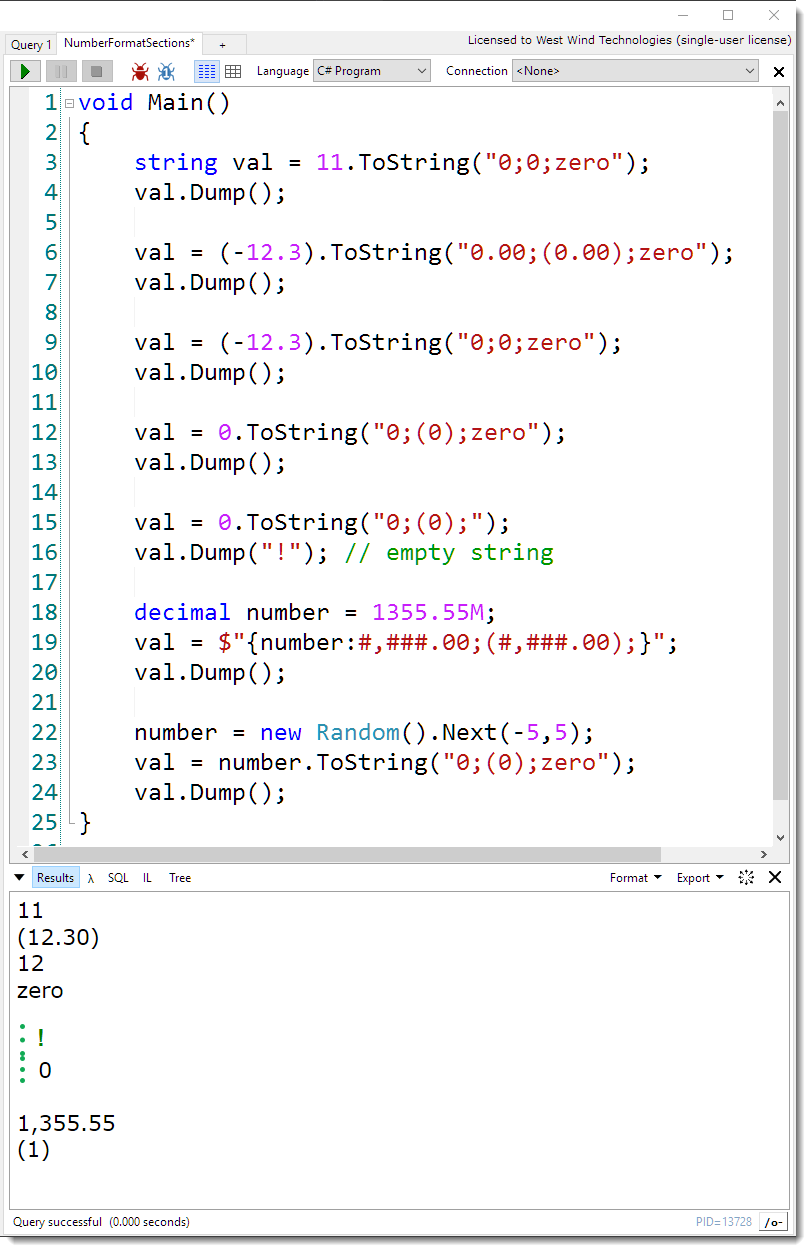 Query 1 NumberFormatSections* + Licensed to West Wind Technologies (single-user license)
Language C# Program Connection <None>
1 void Main()
2 {
3 string val = 11.ToString("0;0;zero");
4 val.Dump();
5
6 val = (-12.3).ToString("0.00;(0.00);zero");
7 val.Dump();
8
9 val = (-12.3).ToString("0;0;zero");
10 val.Dump();
11
12 val = 0.ToString("0;(0);zero");
13 val.Dump();
14
15 val = 0.ToString("0;(0);");
16 val.Dump("!"); // empty string
17
18 decimal number = 1355.55M;
19 val = $"{number:#,###.00;(#,###.00);}";
20 val.Dump();
21
22 number = new Random().Next(-5,5);
23 val = number.ToString("0;(0);zero");
24 val.Dump();
25 }
Results λ SQL IL Tree Format Export
11
(12.30)
12
zero
!
0
1,355.55
(1)
Query successful (0.000 seconds) PID=13728 /o-